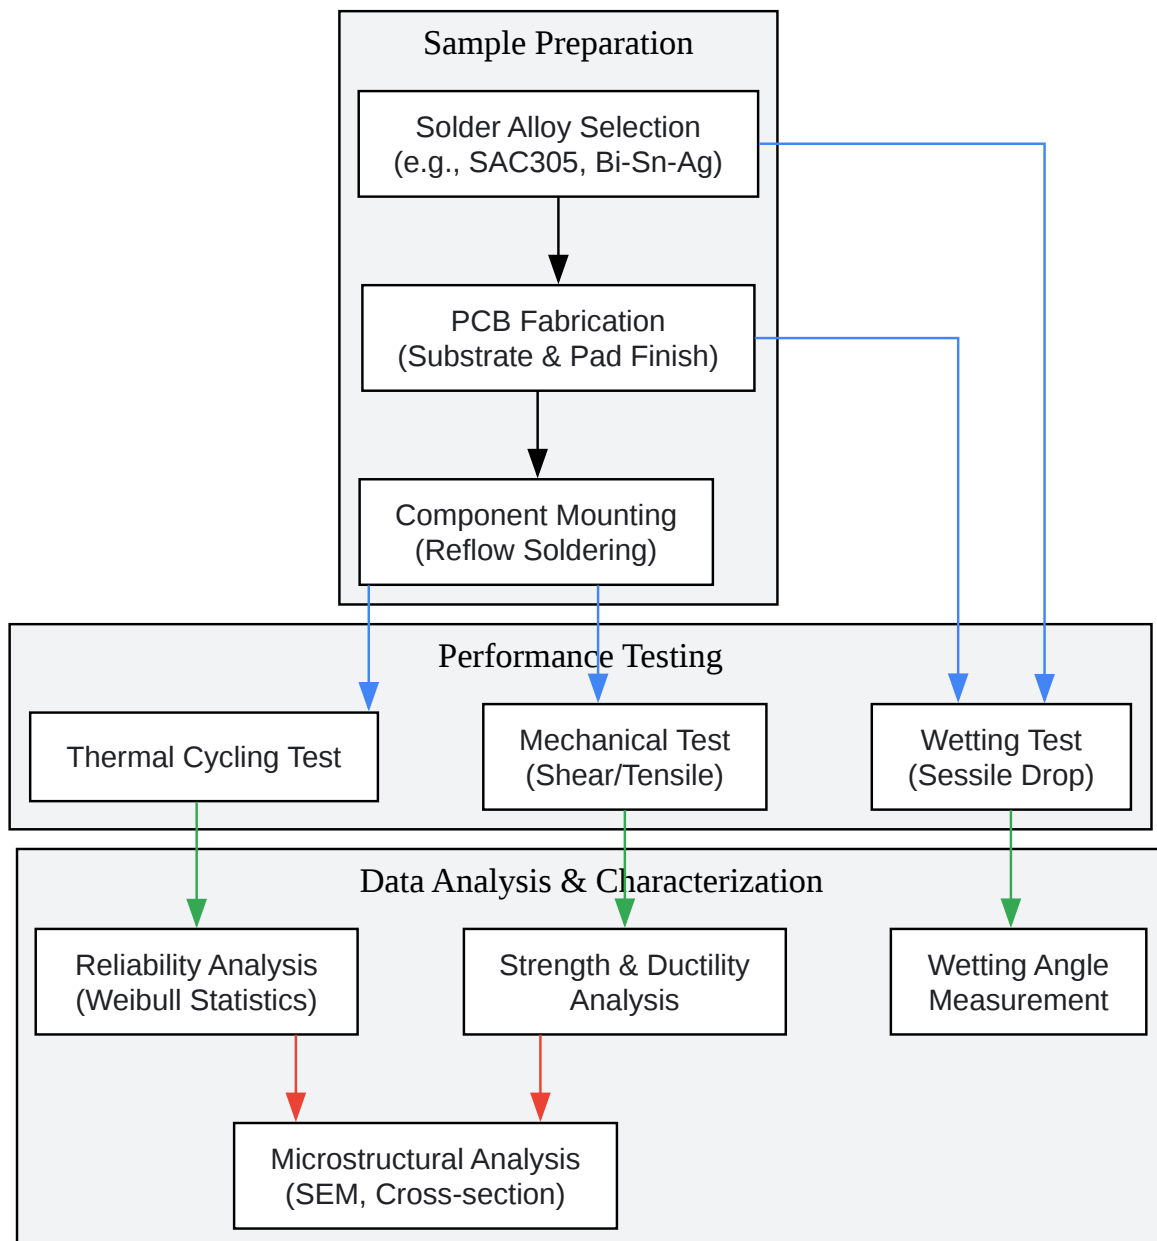 Sample Preparation
Solder Alloy Selection
(e.g., SAC305, Bi-Sn-Ag)
PCB Fabrication
(Substrate & Pad Finish)
Component Mounting
(Reflow Soldering)
Performance Testing
Thermal Cycling Test
Mechanical Test
(Shear/Tensile)
Wetting Test
(Sessile Drop)
Data Analysis & Characterization
Reliability Analysis
(Weibull Statistics)
Strength & Ductility
Analysis
Wetting Angle
Measurement
Microstructural Analysis
(SEM, Cross-section)